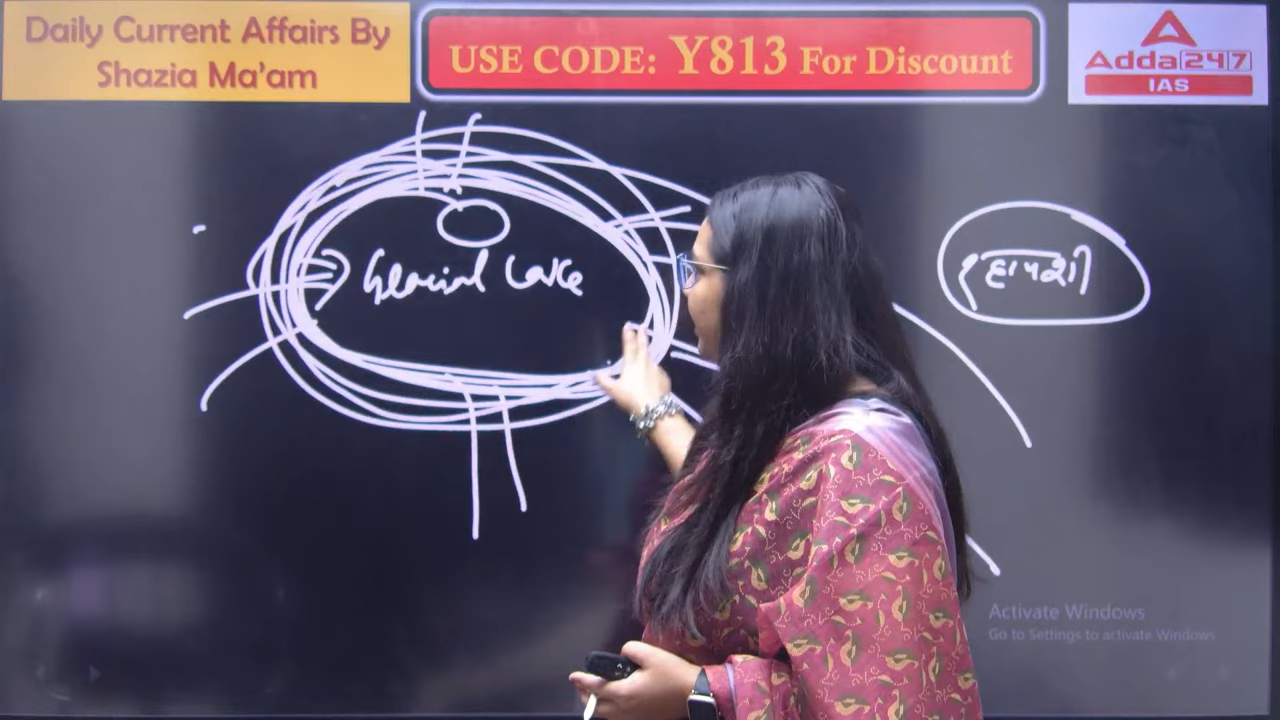 Daily Current Affairs By
Shazia Ma'am
USE CODE: Y813 For Discount
Adda247
IAS
Glacial Lake
Activate Windows
Go to Settings to activate Windows